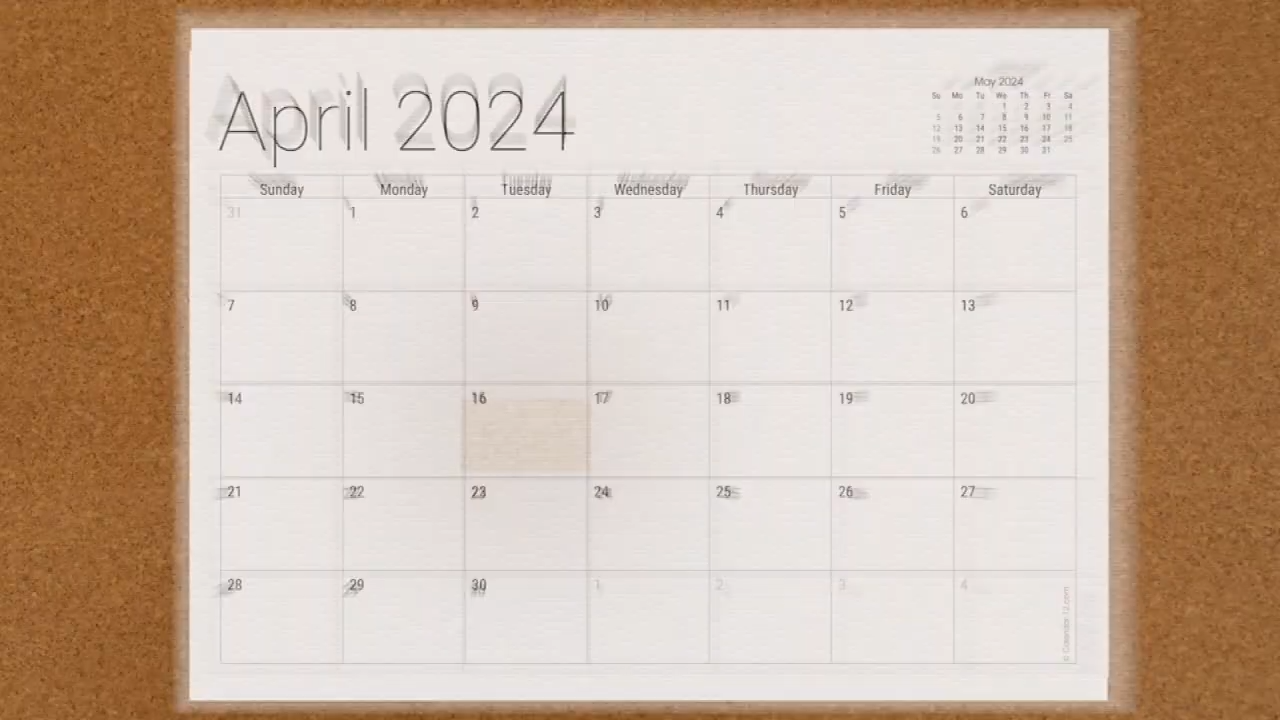 April 2024
May 2024
Su Mo Tu We Th Fr Sa
1 2 3 4
5 6 7 8 9 10 11
12 13 14 15 16 17 18
19 20 21 22 23 24 25
26 27 28 29 30 31
Sunday Monday Tuesday Wednesday Thursday Friday Saturday
31 1 2 3 4 5 6
7 8 9 10 11 12 13
14 15 16 17 18 19 20
21 22 23 24 25 26 27
28 29 30 1 2 3 4
© Calendar-12.com